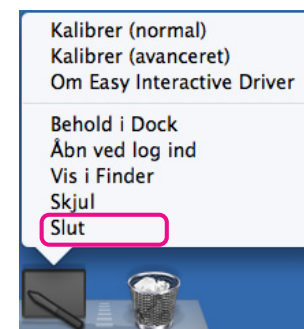 Kalibrer (normal)
Kalibrer (avanceret)
Om Easy Interactive Driver
Behold i Dock
Åbn ved log ind
Vis i Finder
Skjul
Slut